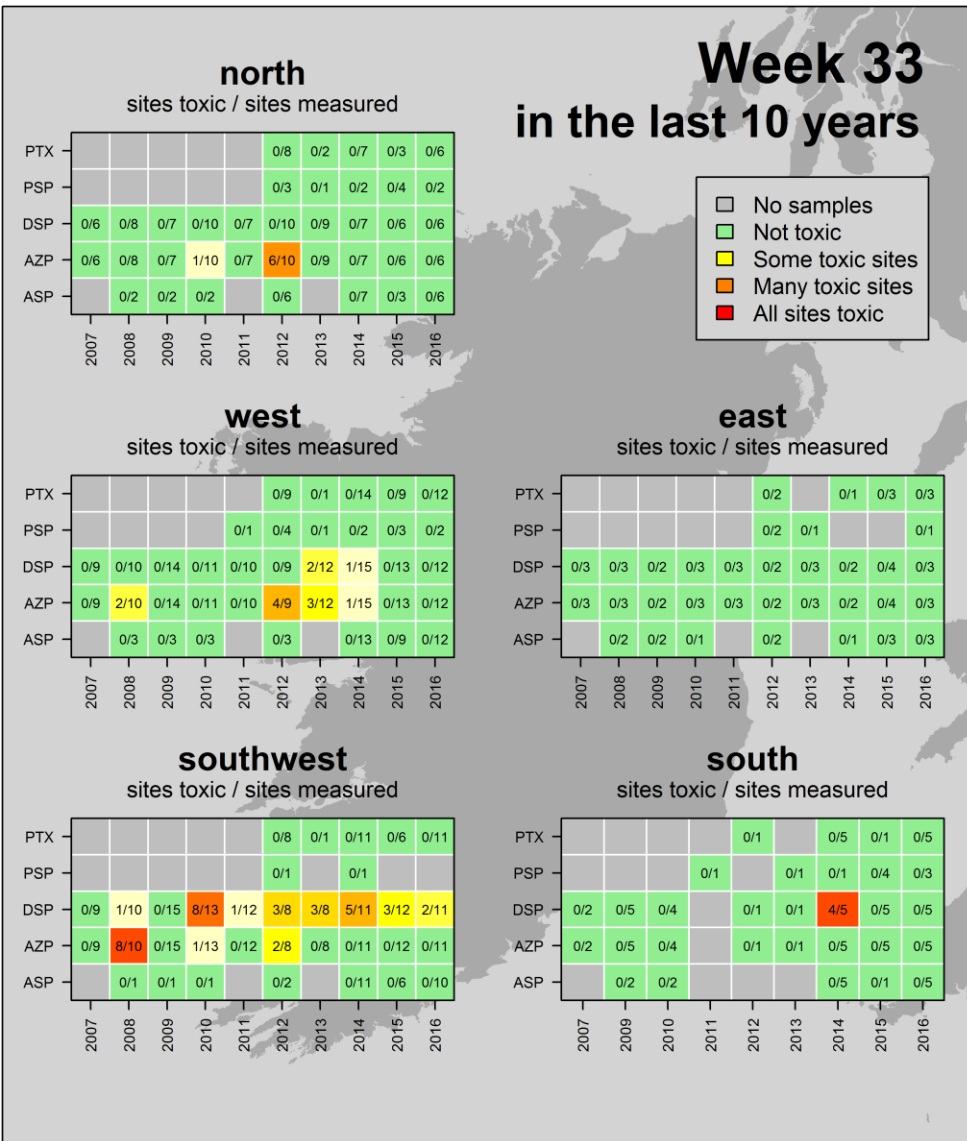 Week 33
in the last 10 years
No samples
Not toxic
Some toxic sites
Many toxic sites
All sites toxic
north
sites toxic / sites measured
PTX 0/8 0/2 0/7 0/3 0/6
PSP 0/3 0/1 0/2 0/4 0/2
DSP 0/6 0/8 0/7 0/10 0/7 0/10 0/9 0/7 0/6 0/6
AZP 0/6 0/8 0/7 1/10 0/7 6/10 0/9 0/7 0/6 0/6
ASP 0/2 0/2 0/2 0/6 0/7 0/3 0/6
2007 2008 2009 2010 2011 2012 2013 2014 2015 2016
west
sites toxic / sites measured
PTX 0/9 0/1 0/14 0/9 0/12
PSP 0/1 0/4 0/1 0/2 0/3 0/2
DSP 0/9 0/10 0/14 0/11 0/10 0/9 2/12 1/15 0/13 0/12
AZP 0/9 2/10 0/14 0/11 0/10 4/9 3/12 1/15 0/13 0/12
ASP 0/3 0/3 0/3 0/3 0/13 0/9 0/12
2007 2008 2009 2010 2011 2012 2013 2014 2015 2016
east
sites toxic / sites measured
PTX 0/2 0/1 0/3 0/3
PSP 0/2 0/1 0/1
DSP 0/3 0/3 0/2 0/3 0/3 0/2 0/3 0/2 0/4 0/3
AZP 0/3 0/3 0/2 0/3 0/3 0/2 0/3 0/2 0/4 0/3
ASP 0/2 0/2 0/1 0/2 0/1 0/3 0/3
2007 2008 2009 2010 2011 2012 2013 2014 2015 2016
southwest
sites toxic / sites measured
PTX 0/8 0/1 0/11 0/6 0/11
PSP 0/1 0/1
DSP 0/9 1/10 0/15 8/13 1/12 3/8 3/8 5/11 3/12 2/11
AZP 0/9 8/10 0/15 1/13 0/12 2/8 0/8 0/11 0/12 0/11
ASP 0/1 0/1 0/1 0/2 0/11 0/6 0/10
2007 2008 2009 2010 2011 2012 2013 2014 2015 2016
south
sites toxic / sites measured
PTX 0/1 0/5 0/1 0/5
PSP 0/1 0/1 0/1 0/4 0/3
DSP 0/2 0/5 0/4 0/1 0/1 4/5 0/5 0/5
AZP 0/2 0/5 0/4 0/1 0/1 0/5 0/5 0/5
ASP 0/2 0/2 0/5 0/1 0/5
2007 2009 2010 2011 2012 2013 2014 2015 2016